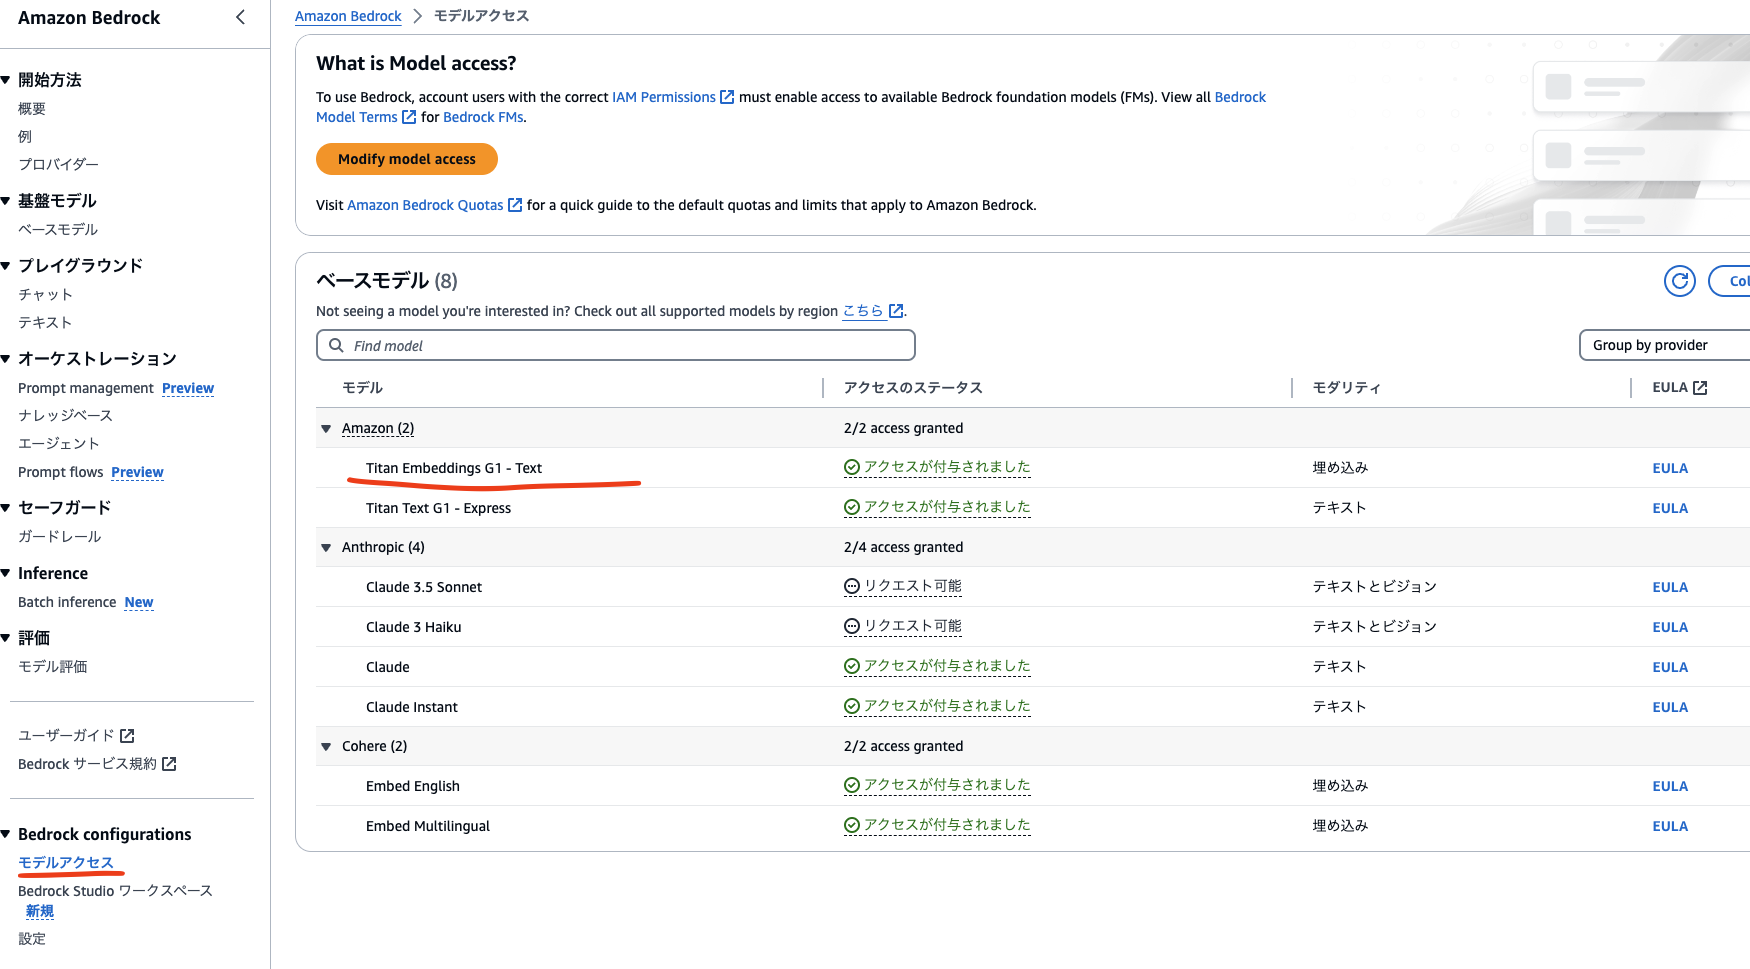 Amazon Bedrock
開始方法
概要
例
プロバイダー
基盤モデル
ベースモデル
プレイグラウンド
チャット
テキスト
オーケストレーション
Prompt management Preview
ナレッジベース
エージェント
Prompt flows Preview
セーフガード
ガードレール
Inference
Batch inference New
評価
モデル評価
ユーザーガイド
Bedrock サービス規約
Bedrock configurations
モデルアクセス
Bedrock Studio ワークスペース
新規
設定
Amazon Bedrock > モデルアクセス
What is Model access?
To use Bedrock, account users with the correct IAM Permissions must enable access to available Bedrock foundation models (FMs). View all Bedrock
Model Terms for Bedrock FMs.
Modify model access
Visit Amazon Bedrock Quotas for a quick guide to the default quotas and limits that apply to Amazon Bedrock.
ベースモデル (8)
Col
Not seeing a model you're interested in? Check out all supported models by region こちら.
Find model
Group by provider
モデル アクセスのステータス モダリティ EULA
Amazon (2) 2/2 access granted
Titan Embeddings G1 - Text アクセスが付与されました 埋め込み EULA
Titan Text G1 - Express アクセスが付与されました テキスト EULA
Anthropic (4) 2/4 access granted
Claude 3.5 Sonnet リクエスト可能 テキストとビジョン EULA
Claude 3 Haiku リクエスト可能 テキストとビジョン EULA
Claude アクセスが付与されました テキスト EULA
Claude Instant アクセスが付与されました テキスト EULA
Cohere (2) 2/2 access granted
Embed English アクセスが付与されました 埋め込み EULA
Embed Multilingual アクセスが付与されました 埋め込み EULA